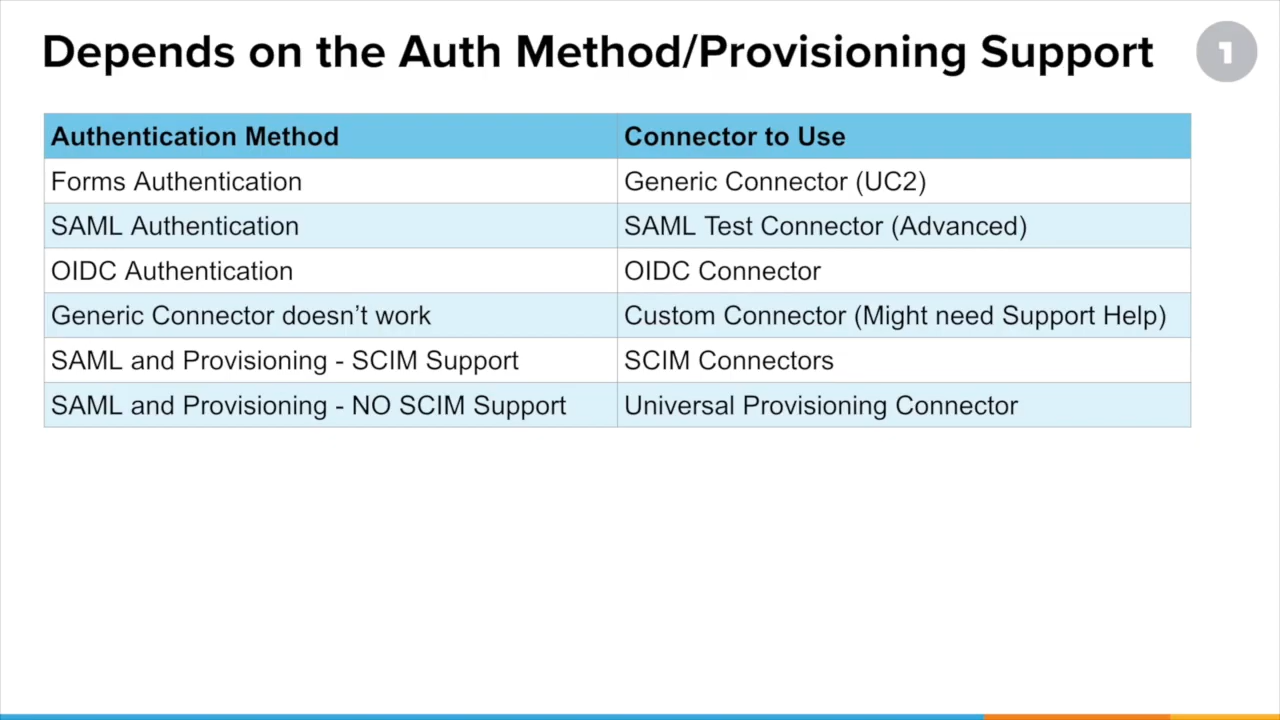 Depends on the Auth Method/Provisioning Support
1
Authentication Method Connector to Use
Forms Authentication Generic Connector (UC2)
SAML Authentication SAML Test Connector (Advanced)
OIDC Authentication OIDC Connector
Generic Connector doesn’t work Custom Connector (Might need Support Help)
SAML and Provisioning - SCIM Support SCIM Connectors
SAML and Provisioning - NO SCIM Support Universal Provisioning Connector